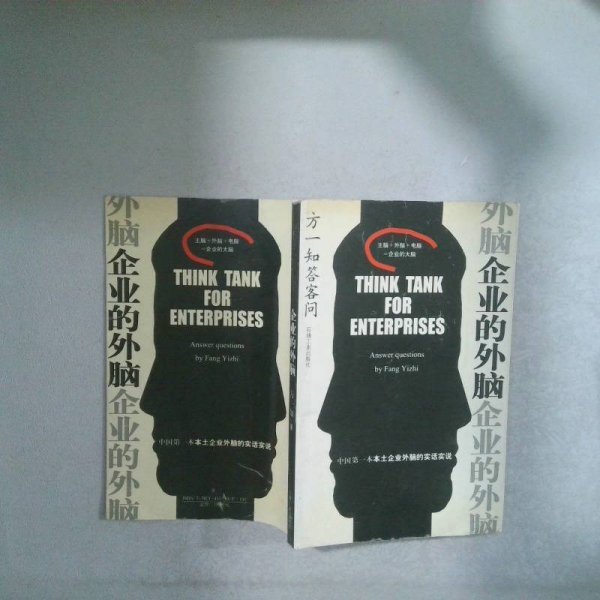 外脑
企业的外脑
企业的外脑
主脑+外脑+电脑
=企业的大脑
THINK TANK
FOR
ENTERPRISES
Answer questions
by Fang Yizhi
中国第一本本土企业外脑的实话实说
企业的外脑
方一知答客问
主脑+外脑+电脑
=企业的大脑
THINK TANK
FOR
ENTERPRISES
Answer questions
by Fang Yizhi
中国第一本本土企业外脑的实话实说
外脑
企业的外脑
企业的外脑